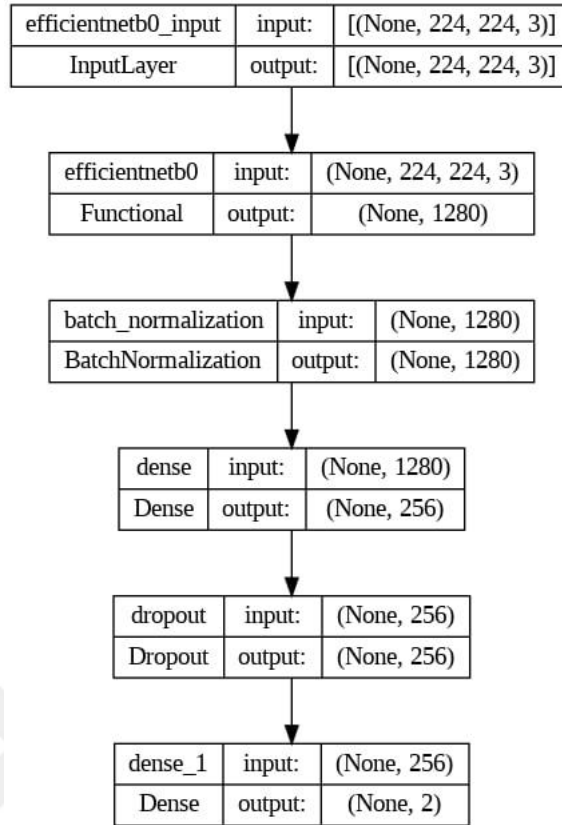 efficientnetb0_input input: [(None, 224, 224, 3)]
InputLayer output: [(None, 224, 224, 3)]
efficientnetb0 input: (None, 224, 224, 3)
Functional output: (None, 1280)
batch_normalization input: (None, 1280)
BatchNormalization output: (None, 1280)
dense input: (None, 1280)
Dense output: (None, 256)
dropout input: (None, 256)
Dropout output: (None, 256)
dense_1 input: (None, 256)
Dense output: (None, 2)